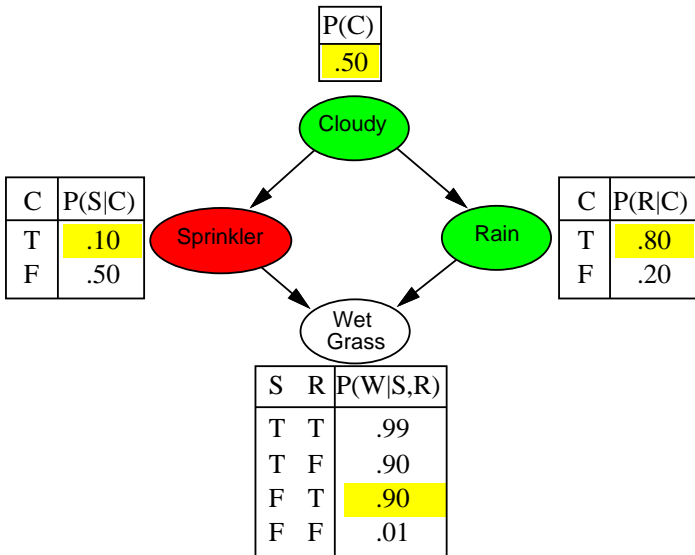 P(C)
.50
Cloudy
C P(S|C)
T .10
F .50
Sprinkler
Rain
C P(R|C)
T .80
F .20
Wet
Grass
S R P(W|S,R)
T T .99
T F .90
F T .90
F F .01